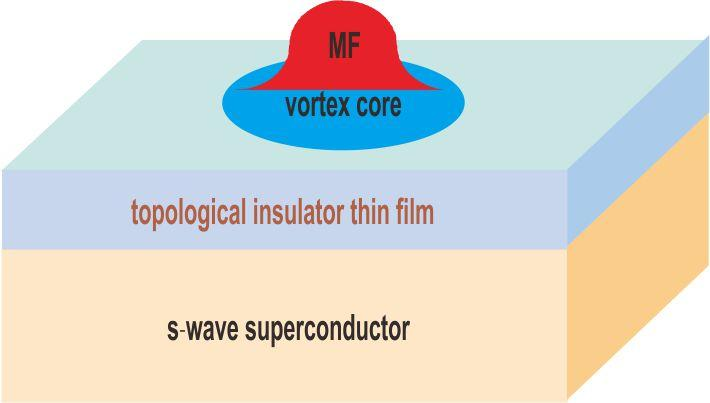 MF
vortex core
topological insulator thin film
s-wave superconductor